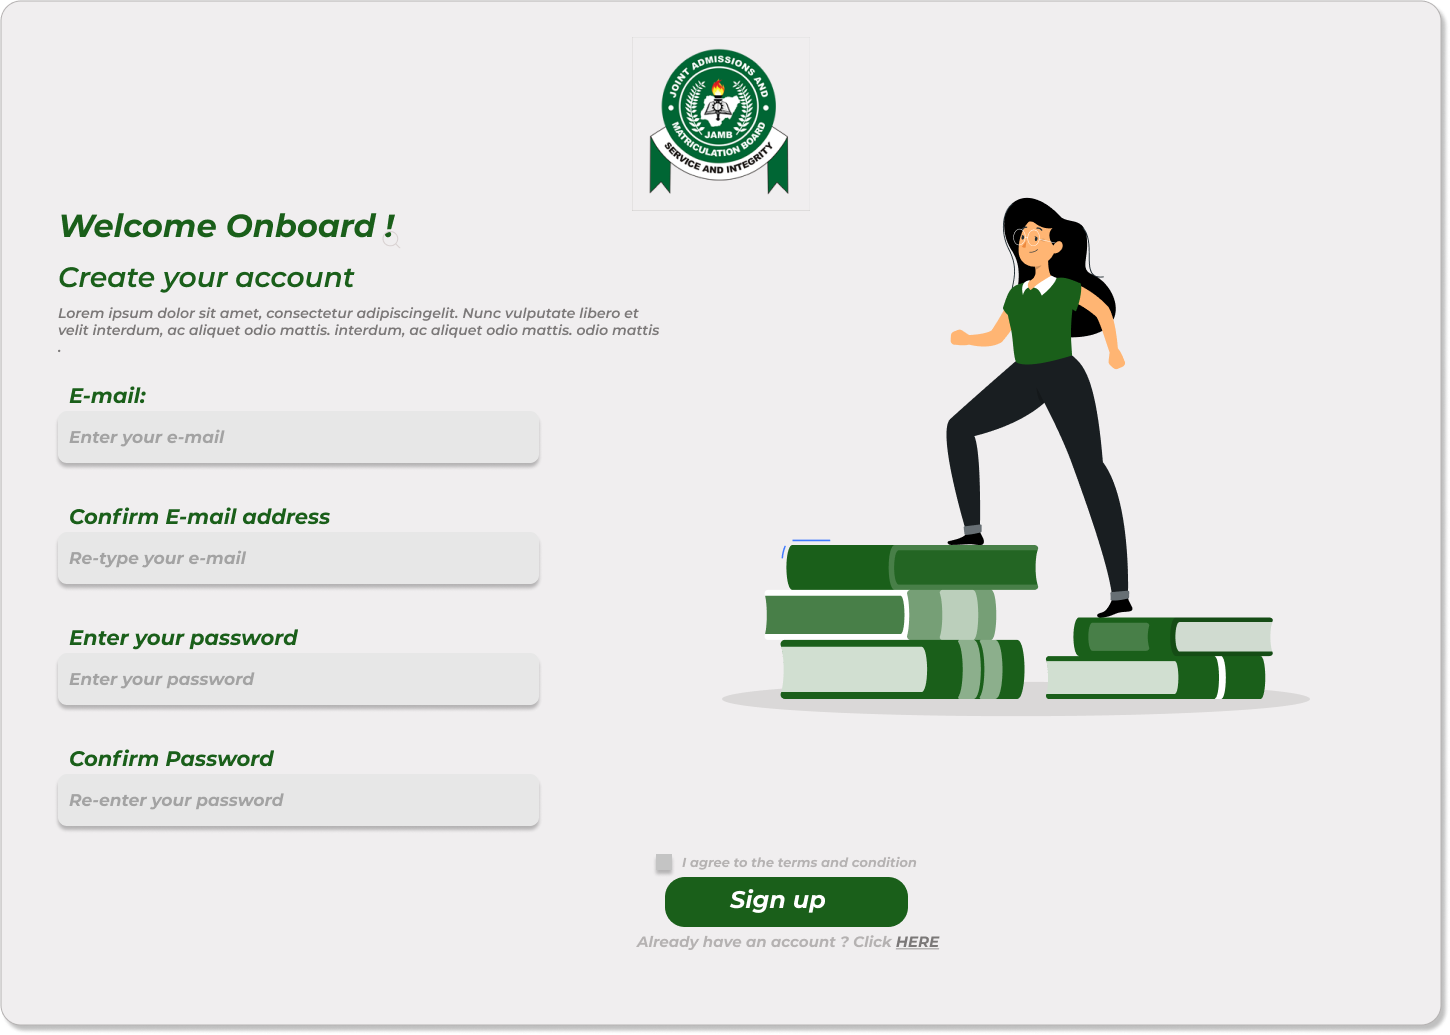 JOINT ADMISSIONS AND
MATRICULATION BOARD
JAMB
SERVICE AND INTEGRITY
Welcome Onboard !
Create your account
Lorem ipsum dolor sit amet, consectetur adipiscingelit. Nunc vulputate libero et
velit interdum, ac aliquet odio mattis. interdum, ac aliquet odio mattis. odio mattis
.
E-mail:
Enter your e-mail
Confirm E-mail address
Re-type your e-mail
Enter your password
Enter your password
Confirm Password
Re-enter your password
I agree to the terms and condition
Sign up
Already have an account ? Click HERE